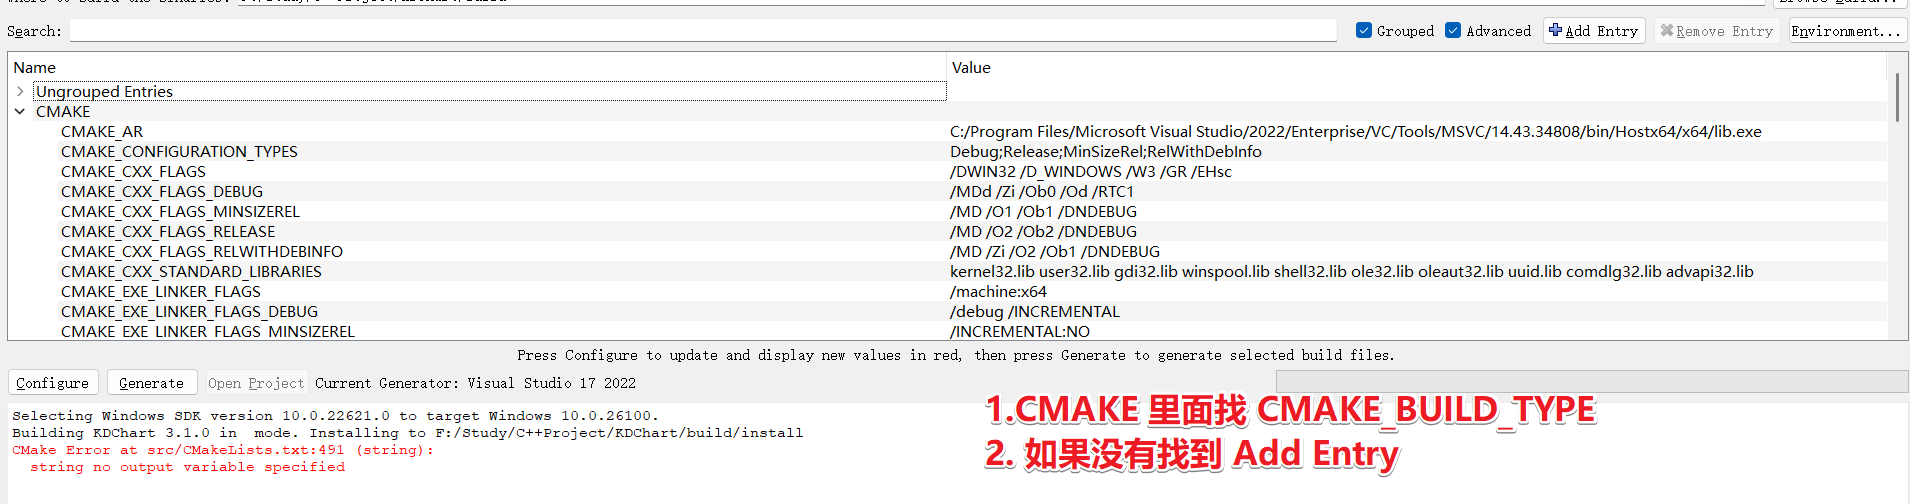 Search:
Grouped
Advanced
Add Entry
Remove Entry
Environment...
Name Value
Ungrouped Entries
CMAKE
CMAKE_AR C:/Program Files/Microsoft Visual Studio/2022/Enterprise/VC/Tools/MSVC/14.43.34808/bin/Hostx64/x64/lib.exe
CMAKE_CONFIGURATION_TYPES Debug;Release;MinSizeRel;RelWithDebInfo
CMAKE_CXX_FLAGS /DWIN32 /D_WINDOWS /W3 /GR /EHsc
CMAKE_CXX_FLAGS_DEBUG /MDd /Zi /Ob0 /Od /RTC1
CMAKE_CXX_FLAGS_MINSIZEREL /MD /O1 /Ob1 /DNDEBUG
CMAKE_CXX_FLAGS_RELEASE /MD /O2 /Ob2 /DNDEBUG
CMAKE_CXX_FLAGS_RELWITHDEBINFO /MD /Zi /O2 /Ob1 /DNDEBUG
CMAKE_CXX_STANDARD_LIBRARIES kernel32.lib user32.lib gdi32.lib winspool.lib shell32.lib ole32.lib oleaut32.lib uuid.lib comdlg32.lib advapi32.lib
CMAKE_EXE_LINKER_FLAGS /machine:x64
CMAKE_EXE_LINKER_FLAGS_DEBUG /debug /INCREMENTAL
CMAKE_EXE_LINKER_FLAGS_MINSIZEREL /INCREMENTAL:NO
Press Configure to update and display new values in red, then press Generate to generate selected build files.
Configure
Generate
Open Project
Current Generator: Visual Studio 17 2022
Selecting Windows SDK version 10.0.22621.0 to target Windows 10.0.26100.
Building KDChart 3.1.0 in  mode. Installing to F:/Study/C++Project/KDChart/build/install
CMake Error at src/CMakeLists.txt:491 (string):
string no output variable specified
1.CMAKE 里面找 CMAKE_BUILD_TYPE
2. 如果没有找到 Add Entry